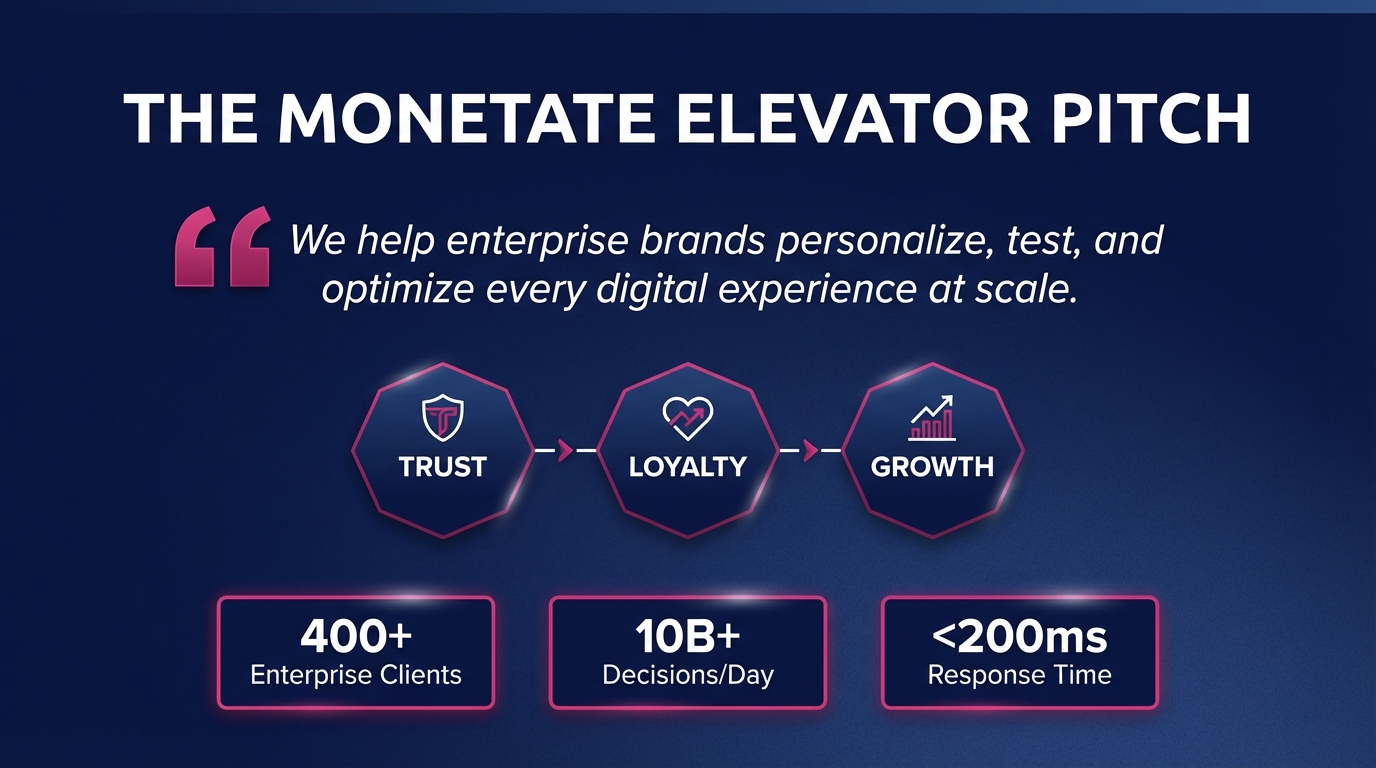 THE MONETATE ELEVATOR PITCH
“We help enterprise brands personalize, test, and
optimize every digital experience at scale.
TRUST
LOYALTY
GROWTH
400+
Enterprise Clients
10B+
Decisions/Day
<200ms
Response Time